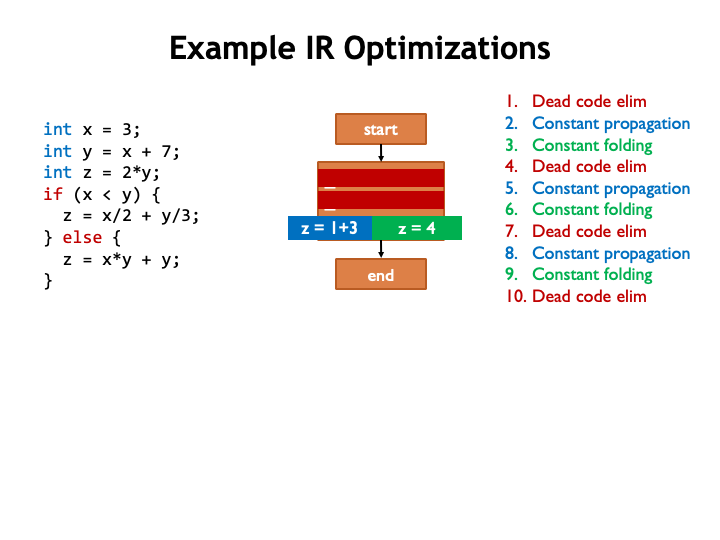 Example IR Optimizations
int x = 3;
int y = x + 7;
int z = 2*y;
if (x < y) {
  z = x/2 + y/3;
} else {
  z = x*y + y;
}
start
z = 1+3
z = 4
end
1. Dead code elim
2. Constant propagation
3. Constant folding
4. Dead code elim
5. Constant propagation
6. Constant folding
7. Dead code elim
8. Constant propagation
9. Constant folding
10. Dead code elim